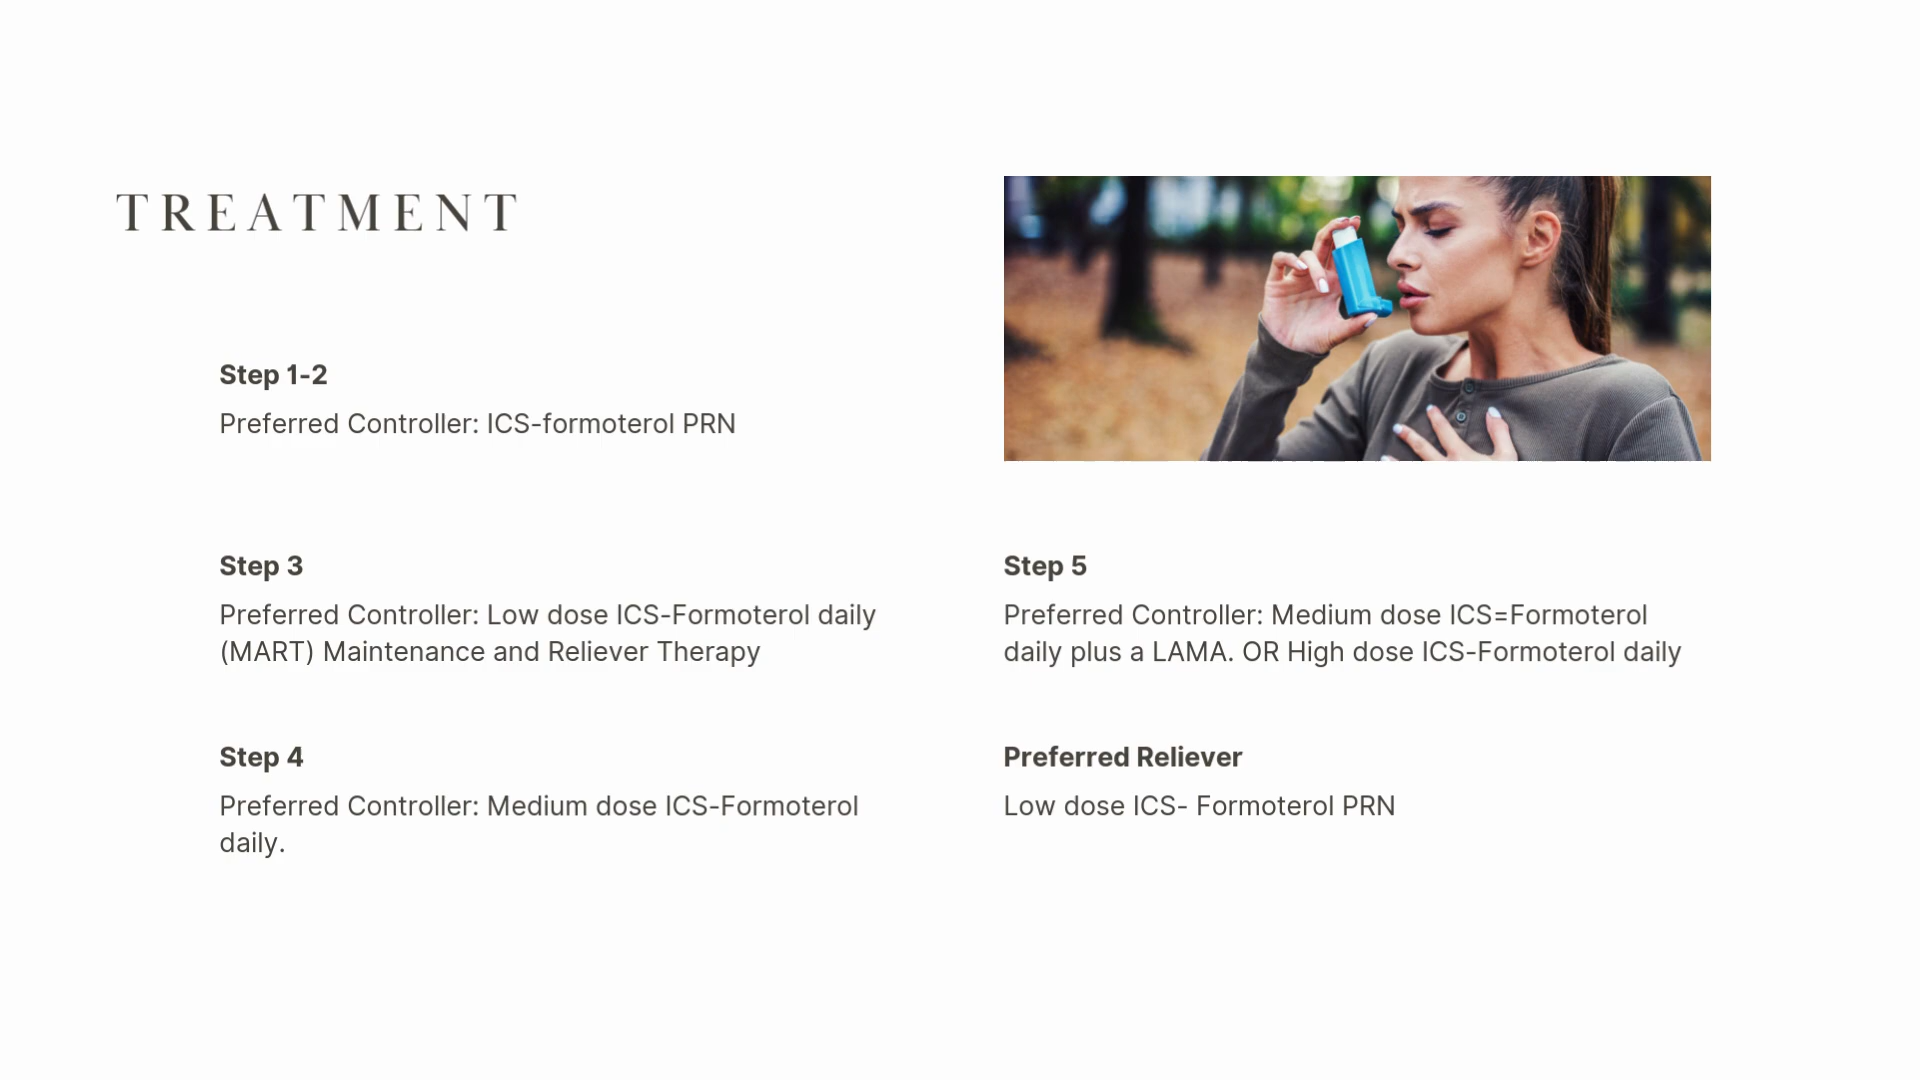 TREATMENT
Step 1-2
Preferred Controller: ICS-formoterol PRN
Step 3
Preferred Controller: Low dose ICS-Formoterol daily
(MART) Maintenance and Reliever Therapy
Step 4
Preferred Controller: Medium dose ICS-Formoterol
daily.
Step 5
Preferred Controller: Medium dose ICS=Formoterol
daily plus a LAMA. OR High dose ICS-Formoterol daily
Preferred Reliever
Low dose ICS- Formoterol PRN